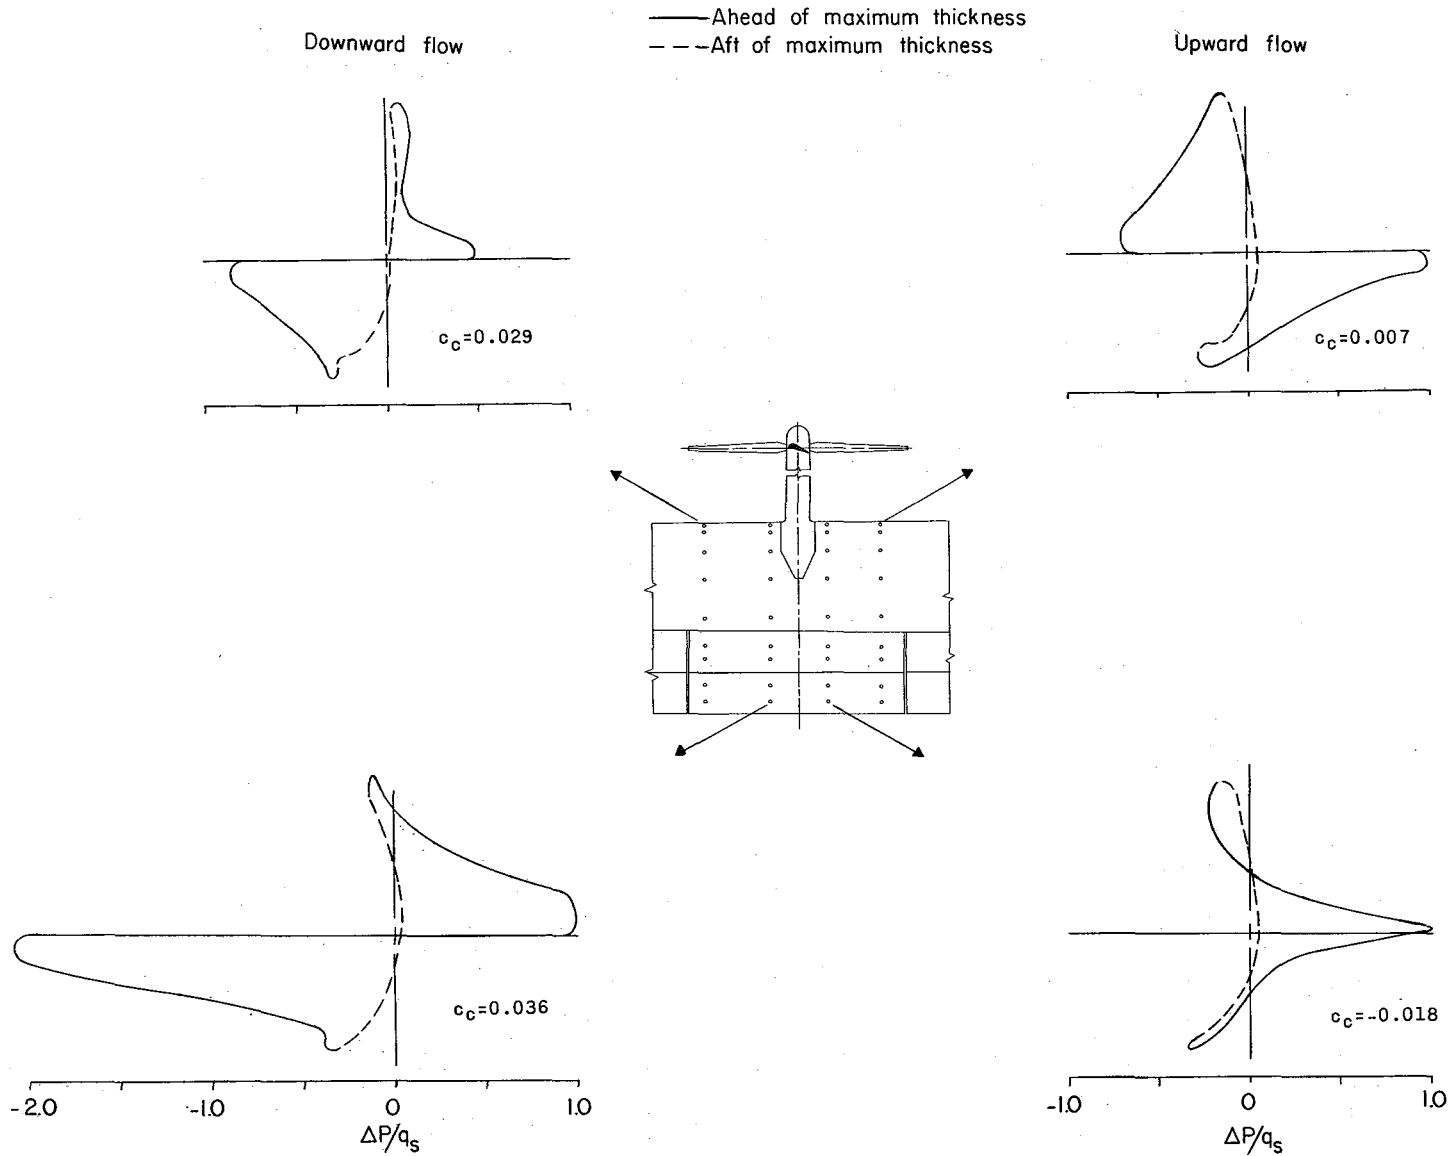 Ahead of maximum thickness
Aft of maximum thickness
Downward flow
Upward flow
c_c=0.029
c_c=0.007
c_c=0.036
c_c=-0.018
-2.0 -1.0 0 1.0
ΔP/q_s
-1.0 0 1.0
ΔP/q_s